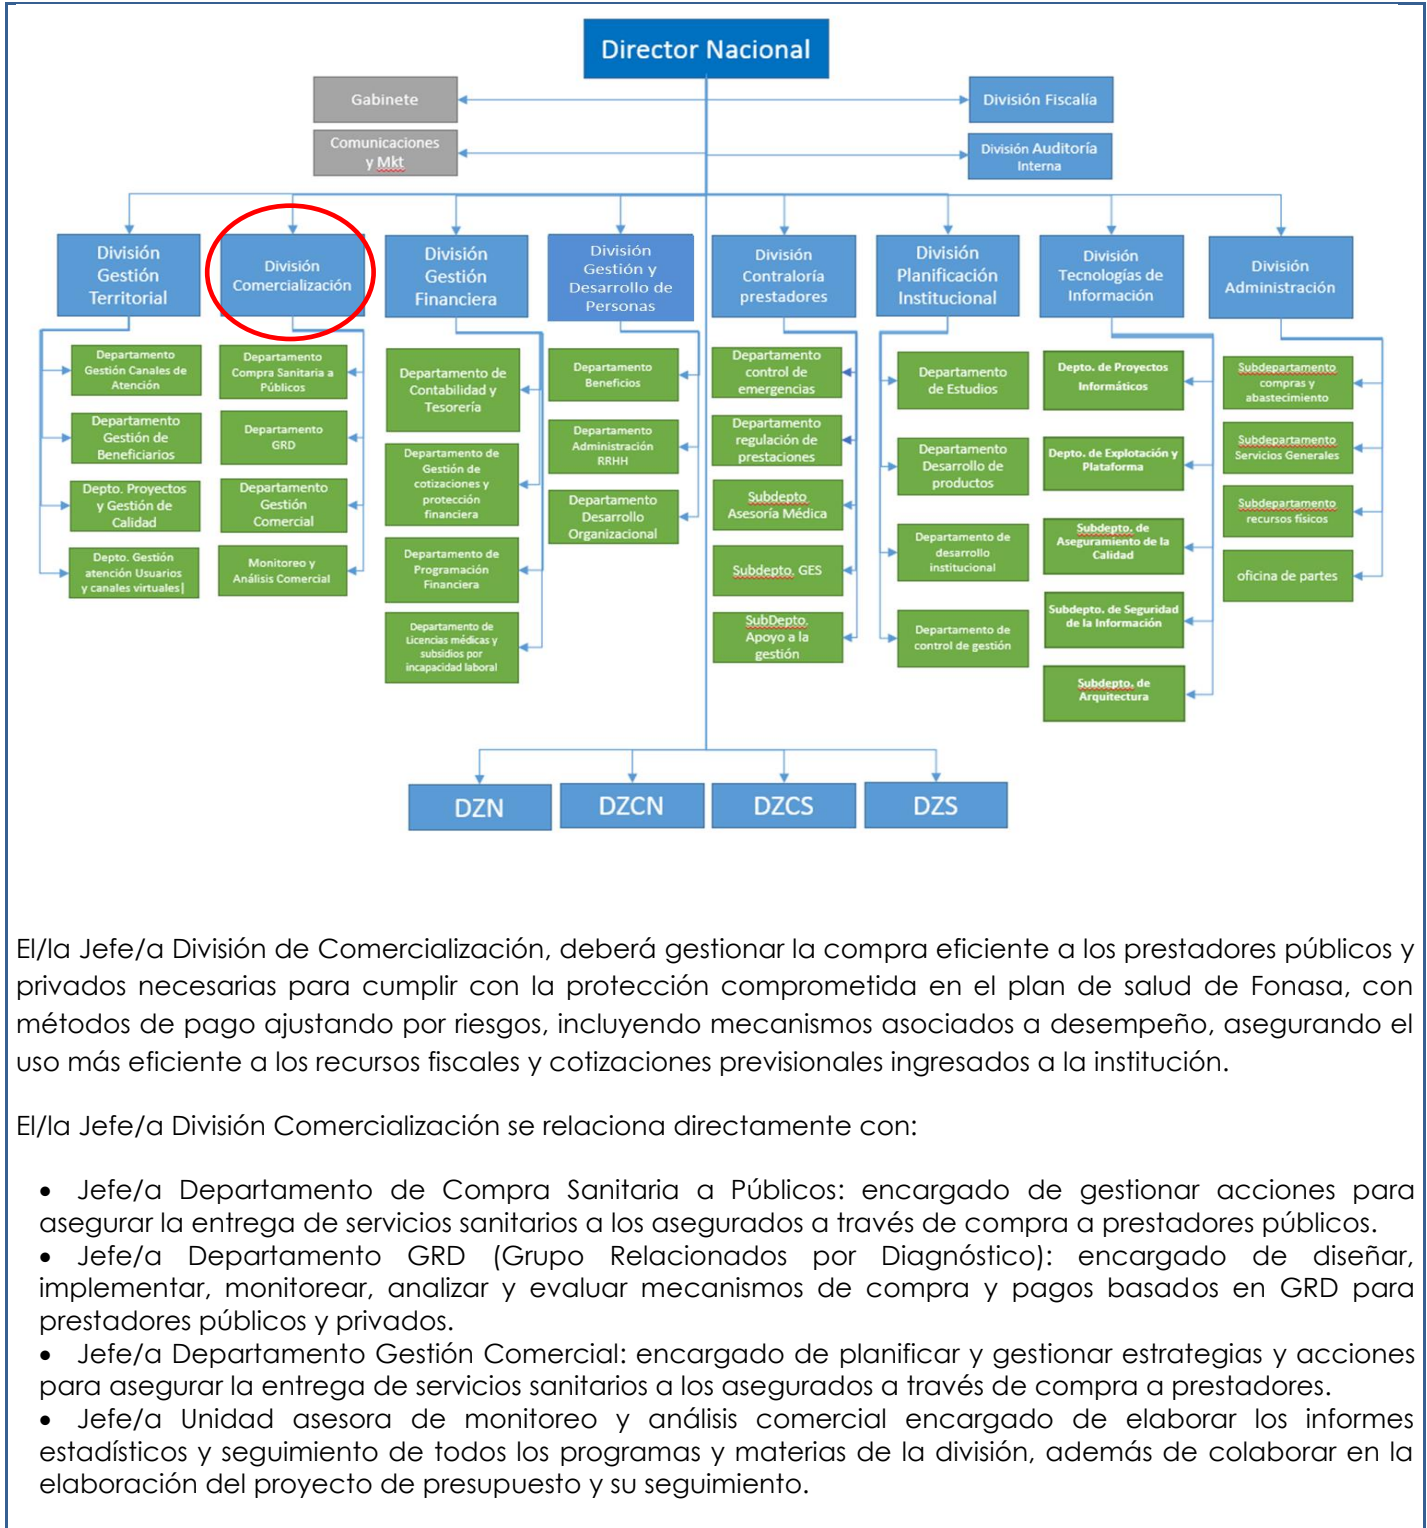 Director Nacional
Gabinete
División Fiscalía
Comunicaciones
y Mkt
División Auditoría
Interna
División
Gestión
Territorial
División
Comercialización
División
Gestión
Financiera
División
Gestión y
Desarrollo de
Personas
División
Contraloría
prestadores
División
Planificación
Institucional
División
Tecnologías de
Información
División
Administración
Departamento
Gestión Canales de
Atención
Departamento
Gestión de
Beneficiarios
Depto. Proyectos
y Gestión de
Calidad
Depto. Gestión
atención Usuarios
y canales virtuales|
Departamento
Compra Sanitaria a
Públicos
Departamento
GRD
Departamento
Gestión
Comercial
Monitoreo y
Análisis Comercial
Departamento de
Contabilidad y
Tesorería
Departamento de
Gestión de
cotizaciones y
protección
financiera
Departamento de
Programación
Financiera
Departamento de
Licencias médicas y
subsidios por
incapacidad laboral
Departamento
Beneficios
Departamento
Administración
RRHH
Departamento
Desarrollo
Organizacional
Departamento
control de
emergencias
Departamento
regulación de
prestaciones
Subdepto
Asesoría Médica
Subdepto. GES
SubDepto.
Apoyo a la
gestión
Departamento
de Estudios
Departamento
Desarrollo de
productos
Departamento de
desarrollo
institucional
Departamento de
control de gestión
Depto. de Proyectos
Informáticos
Depto. de Explotación y
Plataforma
Subdepto. de
Aseguramiento de la
Calidad
Subdepto. de Seguridad
de la Información
Subdepto. de
Arquitectura
Subdepartamento
compras y
abastecimiento
Subdepartamento
Servicios Generales
Subdepartamento
recursos físicos
oficina de partes
DZN
DZCN
DZCS
DZS
El/la Jefe/a División de Comercialización, deberá gestionar la compra eficiente a los prestadores públicos y
privados necesarias para cumplir con la protección comprometida en el plan de salud de Fonasa, con
métodos de pago ajustando por riesgos, incluyendo mecanismos asociados a desempeño, asegurando el
uso más eficiente a los recursos fiscales y cotizaciones previsionales ingresados a la institución.
El/la Jefe/a División Comercialización se relaciona directamente con:
• Jefe/a Departamento de Compra Sanitaria a Públicos: encargado de gestionar acciones para
asegurar la entrega de servicios sanitarios a los asegurados a través de compra a prestadores públicos.
• Jefe/a Departamento GRD (Grupo Relacionados por Diagnóstico): encargado de diseñar,
implementar, monitorear, analizar y evaluar mecanismos de compra y pagos basados en GRD para
prestadores públicos y privados.
• Jefe/a Departamento Gestión Comercial: encargado de planificar y gestionar estrategias y acciones
para asegurar la entrega de servicios sanitarios a los asegurados a través de compra a prestadores.
• Jefe/a Unidad asesora de monitoreo y análisis comercial encargado de elaborar los informes
estadísticos y seguimiento de todos los programas y materias de la división, además de colaborar en la
elaboración del proyecto de presupuesto y su seguimiento.